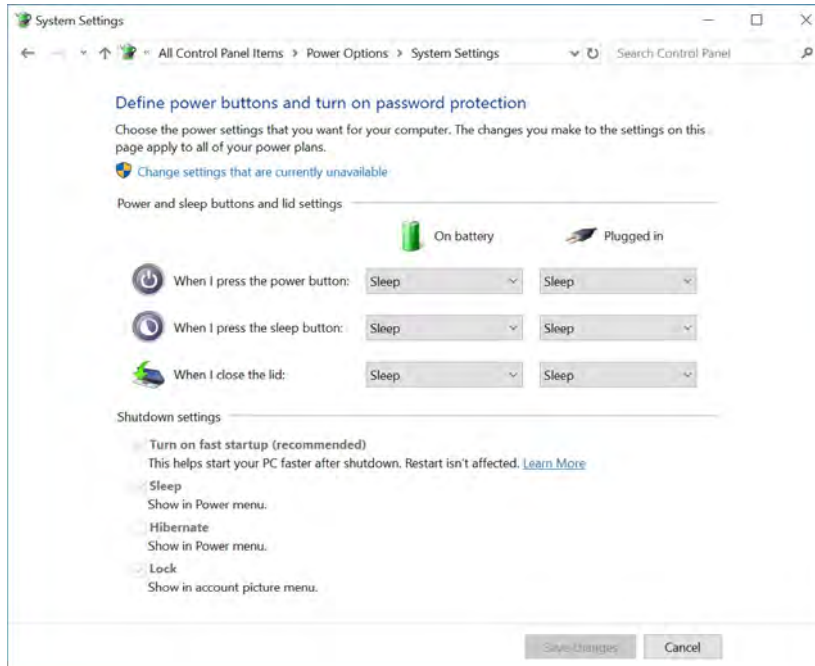 System Settings
All Control Panel Items > Power Options > System Settings
Search Control Panel
Define power buttons and turn on password protection
Choose the power settings that you want for your computer. The changes you make to the settings on this
page apply to all of your power plans.
Change settings that are currently unavailable
Power and sleep buttons and lid settings
On battery Plugged in
When I press the power button: Sleep Sleep
When I press the sleep button: Sleep Sleep
When I close the lid: Sleep Sleep
Shutdown settings
Turn on fast startup (recommended)
This helps start your PC faster after shutdown. Restart isn't affected. Learn More
Sleep
Show in Power menu.
Hibernate
Show in Power menu.
Lock
Show in account picture menu.
Save changes Cancel